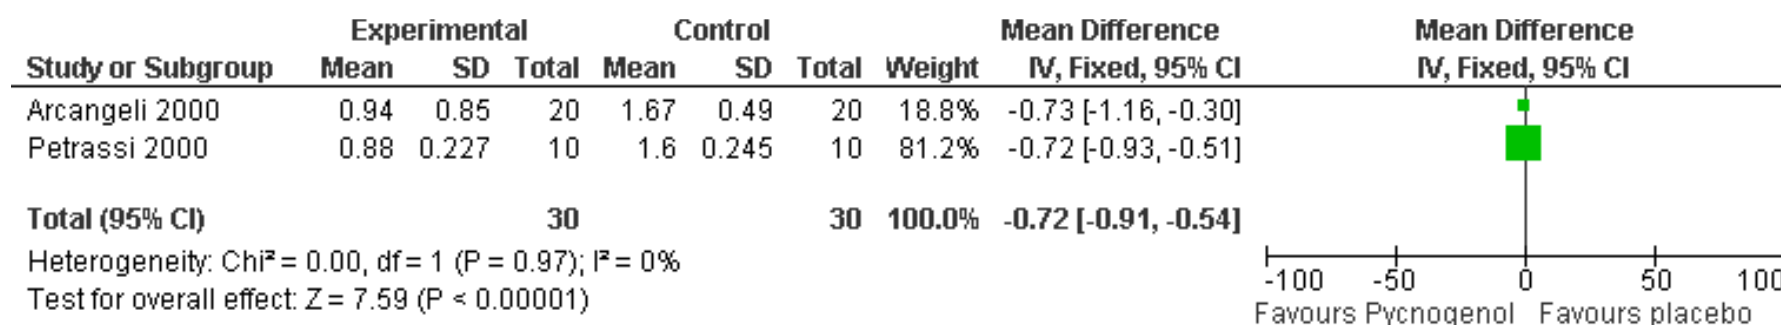 Experimental Control Mean Difference Mean Difference
Study or Subgroup Mean SD Total Mean SD Total Weight IV, Fixed, 95% CI IV, Fixed, 95% CI
Arcangeli 2000 0.94 0.85 20 1.67 0.49 20 18.8% -0.73 [-1.16, -0.30]
Petrassi 2000 0.88 0.227 10 1.6 0.245 10 81.2% -0.72 [-0.93, -0.51]
Total (95% CI) 30 30 100.0% -0.72 [-0.91, -0.54]
Heterogeneity: Chi² = 0.00, df = 1 (P = 0.97); I² = 0%
Test for overall effect: Z = 7.59 (P < 0.00001)
-100 -50 0 50 100
Favours Pycnogenol Favours placebo